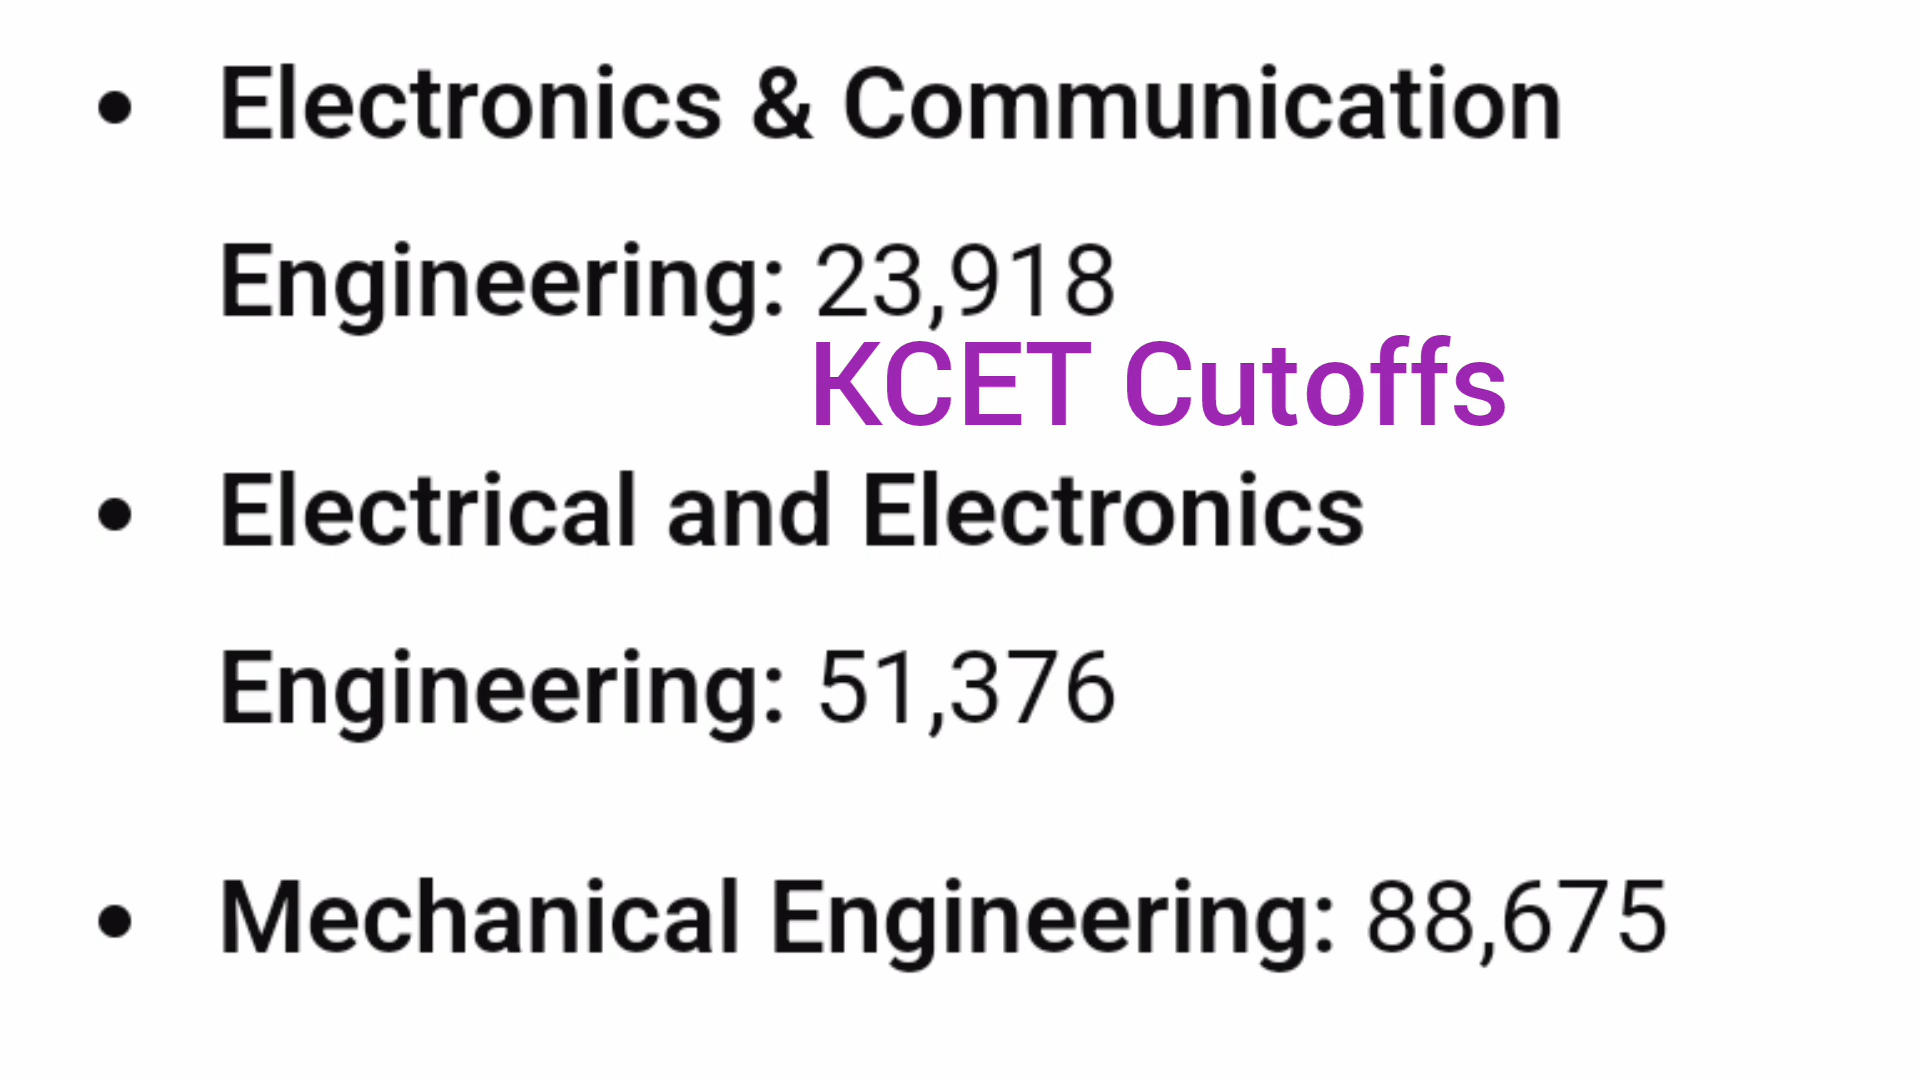 • Electronics & Communication
Engineering: 23,918
KCET Cutoffs
• Electrical and Electronics
Engineering: 51,376
• Mechanical Engineering: 88,675